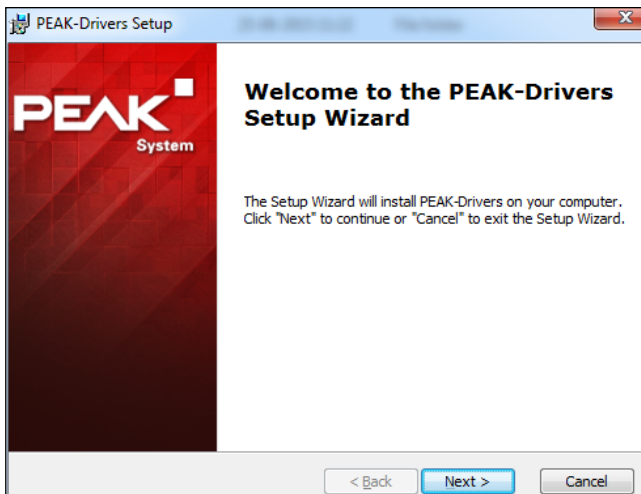 PEAK-Drivers Setup
PEAK
System
Welcome to the PEAK-Drivers
Setup Wizard
The Setup Wizard will install PEAK-Drivers on your computer.
Click "Next" to continue or "Cancel" to exit the Setup Wizard.
< Back
Next >
Cancel